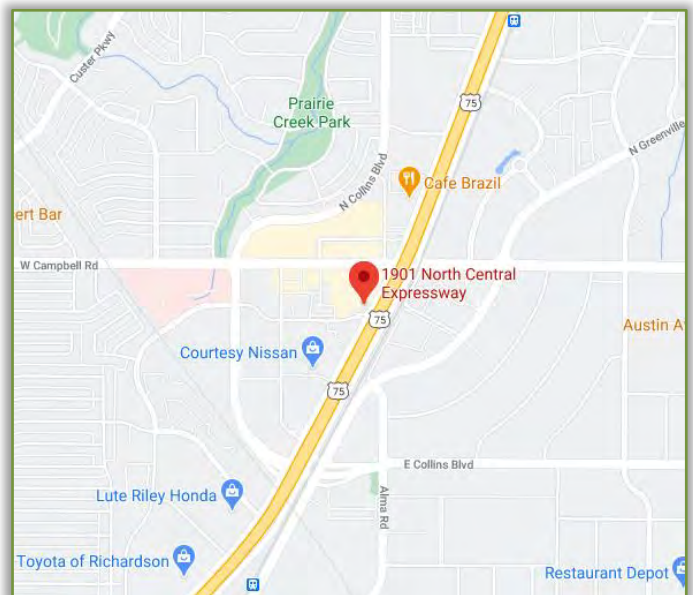 Custer Pkwy
75
Prairie
Creek Park
N Collins Blvd
Cafe Brazil
N Greenville
ert Bar
W Campbell Rd
1901 North Central
Expressway
75
Austin A
Courtesy Nissan
75
E Collins Blvd
Lute Riley Honda
Alma Rd
Toyota of Richardson
Restaurant Depot